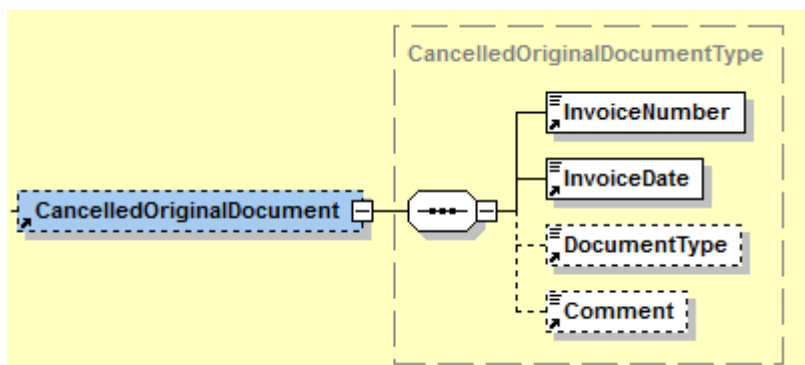 CancelledOriginalDocumentType
InvoiceNumber
InvoiceDate
CancelledOriginalDocument
DocumentType
Comment